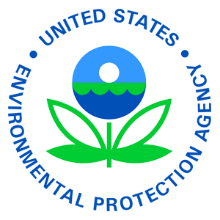 UNITED STATES
ENVIRONMENTAL PROTECTION AGENCY